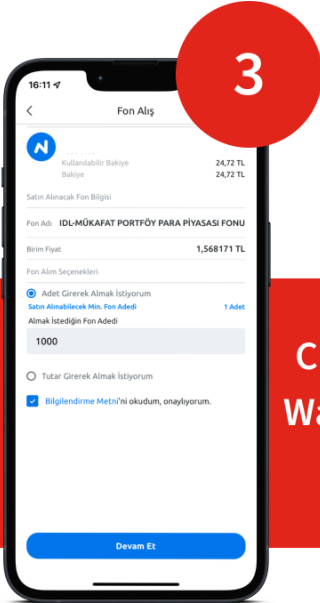 3
16:11
Fon Alış
N
Kullanılabilir Bakiye 24,72 TL
Bakiye 24,72 TL
Satın Alınacak Fon Bilgisi
Fon Adı IDL-MÜKAFAT PORTFÖY PARA PİYASASI FONU
Birim Fiyat 1,568171 TL
Fon Alım Seçenekleri
Adet Girerek Almak İstiyorum
Satın Alınabilecek Min. Fon Adedi 1 Adet
Almak İstediğin Fon Adedi
1000
Tutar Girerek Almak İstiyorum
Bilgilendirme Metni'ni okudum, onaylıyorum.
C
Wa
Devam Et